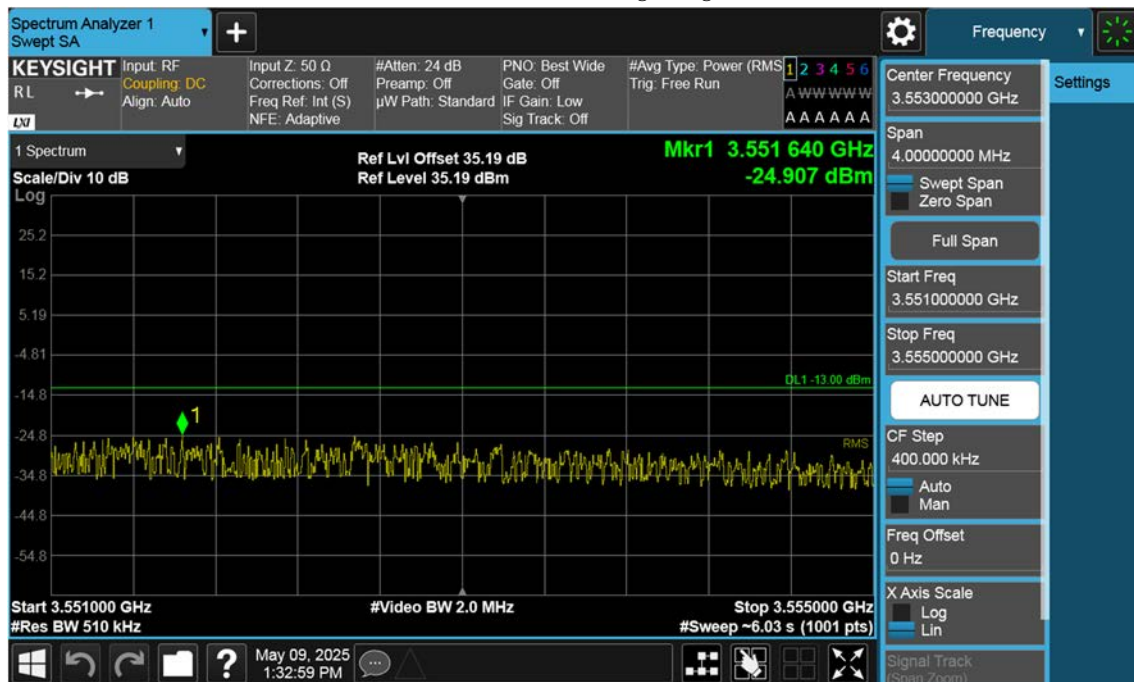 Spectrum Analyzer 1
Swept SA
Frequency
KEYSIGHT
RL
LXI
Input: RF
Coupling: DC
Align: Auto
Input Z: 50 Ω
Corrections: Off
Freq Ref: Int (S)
NFE: Adaptive
#Atten: 24 dB
Preamp: Off
µW Path: Standard
PNO: Best Wide
Gate: Off
IF Gain: Low
Sig Track: Off
#Avg Type: Power (RMS
Trig: Free Run
1 2 3 4 5 6
A W W W W W
A A A A A A
1 Spectrum
Scale/Div 10 dB
Ref Lvl Offset 35.19 dB
Ref Level 35.19 dBm
Mkr1 3.551 640 GHz
-24.907 dBm
Log
25.2
15.2
5.19
-4.81
-14.8
-24.8
-34.8
-44.8
-54.8
DL1 -13.00 dBm
1
RMS
Start 3.551000 GHz
#Video BW 2.0 MHz
Stop 3.555000 GHz
#Res BW 510 kHz
#Sweep ~6.03 s (1001 pts)
Center Frequency
3.553000000 GHz
Span
4.00000000 MHz
Swept Span
Zero Span
Full Span
Start Freq
3.551000000 GHz
Stop Freq
3.555000000 GHz
AUTO TUNE
CF Step
400.000 kHz
Auto
Man
Freq Offset
0 Hz
X Axis Scale
Log
Lin
Signal Track
(Span Zoom)
Settings
?
May 09, 2025
1:32:59 PM